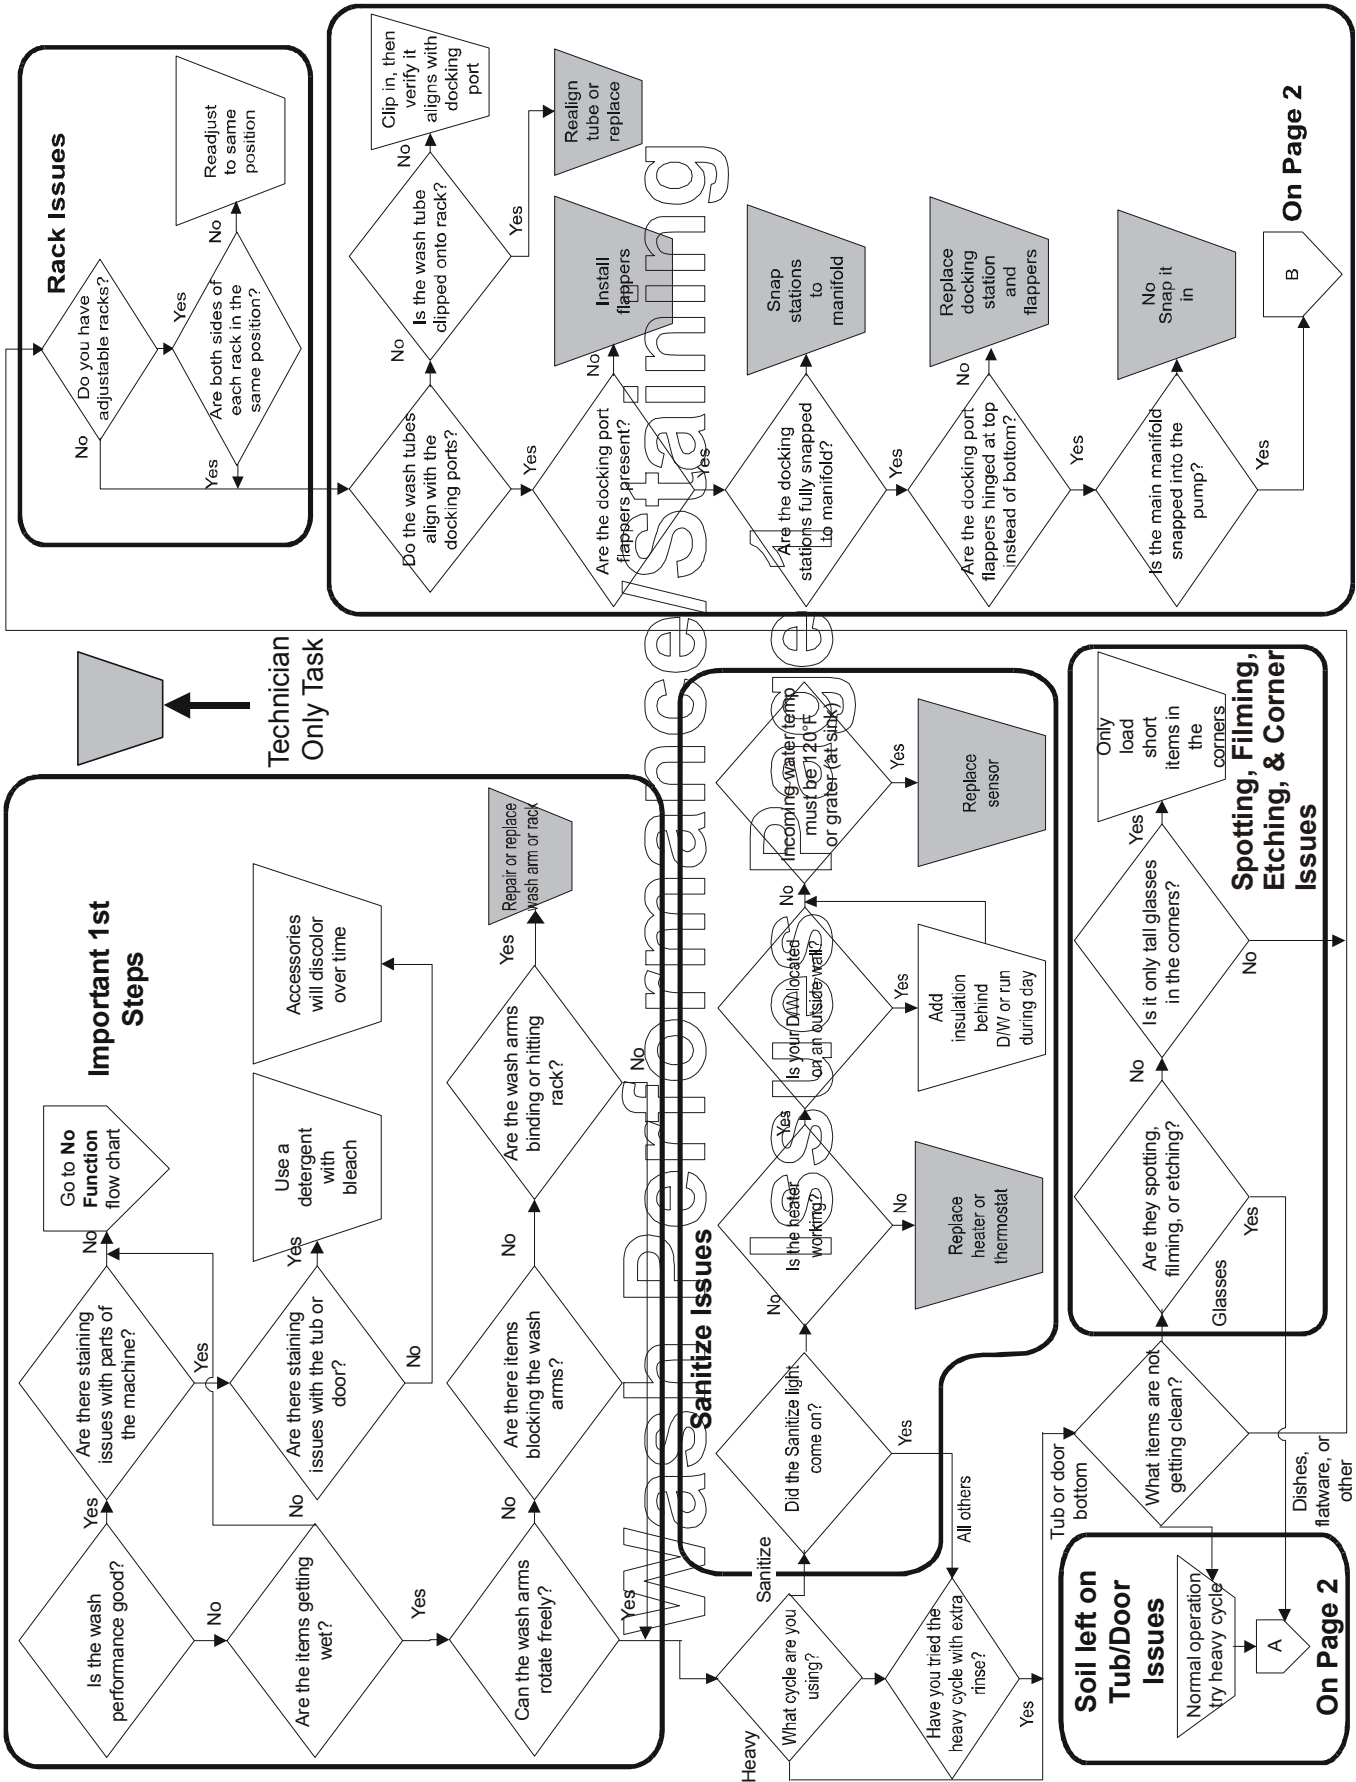 Wash Performance/Staining
Issues Page 1
Important 1st
Steps
Is the wash
performance good?
Yes
No
Are there staining
issues with parts of
the machine?
No
Yes
Go to No
Function
flow chart
Are there staining
issues with the tub or
door?
Yes
No
Use a
detergent
with
bleach
Accessories
will discolor
over time
Are the items getting
wet?
No
Yes
Can the wash arms
rotate freely?
No
Yes
Are there items
blocking the wash
arms?
No
Are the wash arms
binding or hitting
rack?
Yes
No
Repair or replace
wash arm or rack
Technician
Only Task
Sanitize Issues
What cycle are you
using?
Heavy
Sanitize
All others
Did the Sanitize light
come on?
No
Yes
Is the heater
working?
Yes
No
Replace
heater or
thermostat
Is your D/W located
on an outside wall?
No
Yes
Add
insulation
behind
D/W or run
during day
Incoming water temp
must be 120°F
or grater (at sink)
Yes
Replace
sensor
Have you tried the
heavy cycle with extra
rinse?
Yes
Soil left on
Tub/Door
Issues
Normal operation
try heavy cycle
A
On Page 2
What items are not
getting clean?
Tub or door
bottom
Glasses
Dishes,
flatware, or
other
Spotting, Filming,
Etching, & Corner
Issues
Are they spotting,
filming, or etching?
No
Yes
Is it only tall glasses
in the corners?
Yes
No
Only
load
short
items in
the
corners
Rack Issues
Do you have
adjustable racks?
No
Yes
Are both sides of
each rack in the
same position?
No
Yes
Readjust
to same
position
Do the wash tubes
align with the
docking ports?
No
Yes
Is the wash tube
clipped onto rack?
No
Yes
Clip in, then
verify it
aligns with
docking
port
Realign
tube or
replace
Are the docking port
flappers present?
No
Yes
Install
flappers
Are the docking
stations fully snapped
to manifold?
Yes
Snap
stations
to
manifold
Are the docking port
flappers hinged at top
instead of bottom?
No
Yes
Replace
docking
station
and
flappers
Is the main manifold
snapped into the
pump?
Yes
No
Snap it
in
B
On Page 2